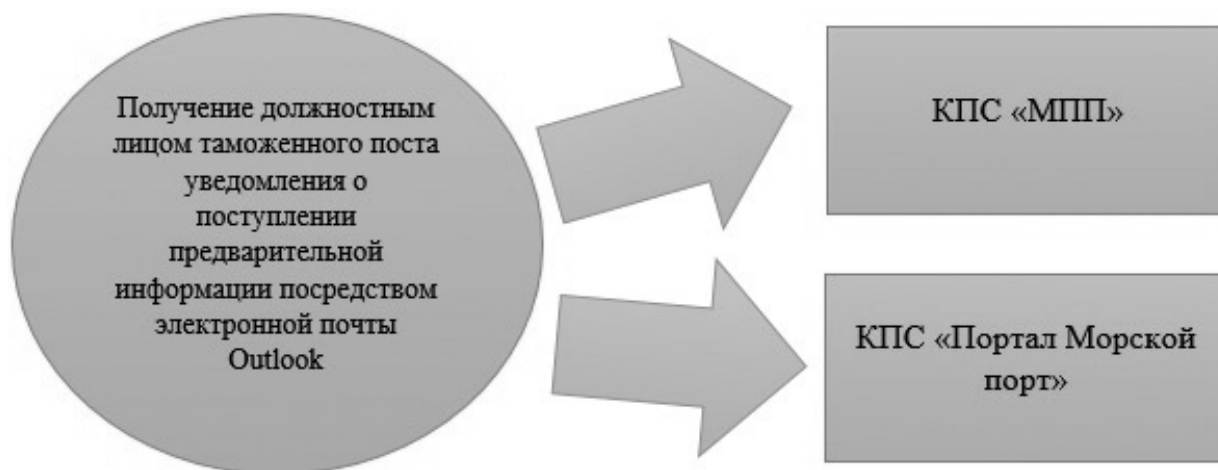 Получение должностным
лицом таможенного поста
уведомления о
поступлении
предварительной
информации посредством
электронной почты
Outlook
КПС «МПП»
КПС «Портал Морской
порт»